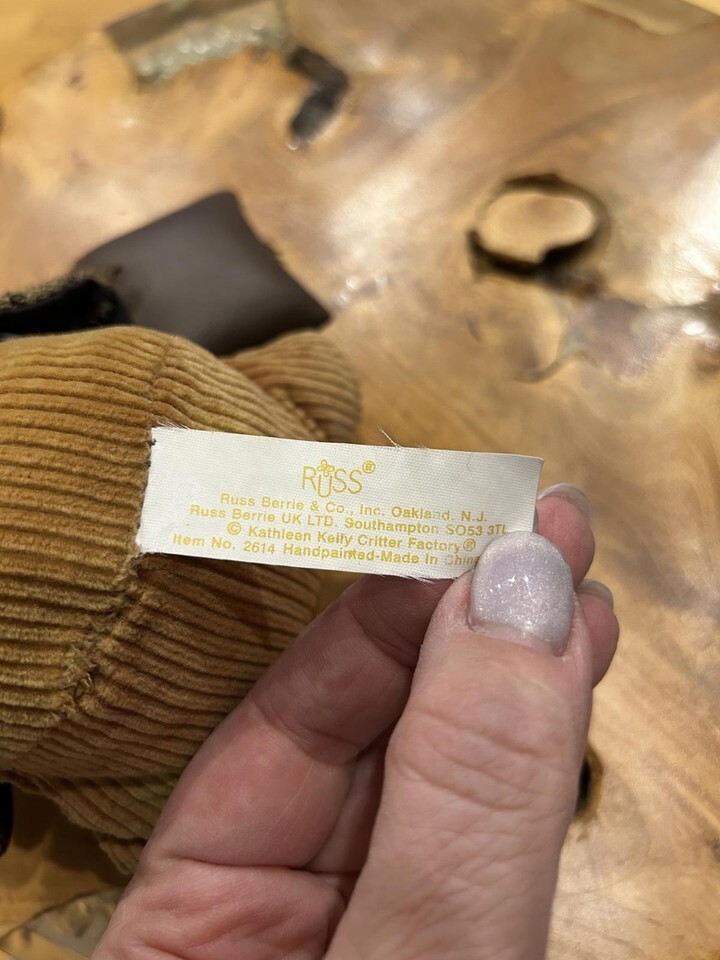 RUSS®
Russ Berrie & Co., Inc. Oakland, N.J.
Russ Berrie UK LTD. Southampton SO53 3TL
© Kathleen Kelly Critter Factory®
Item No. 2614 Handpainted-Made In